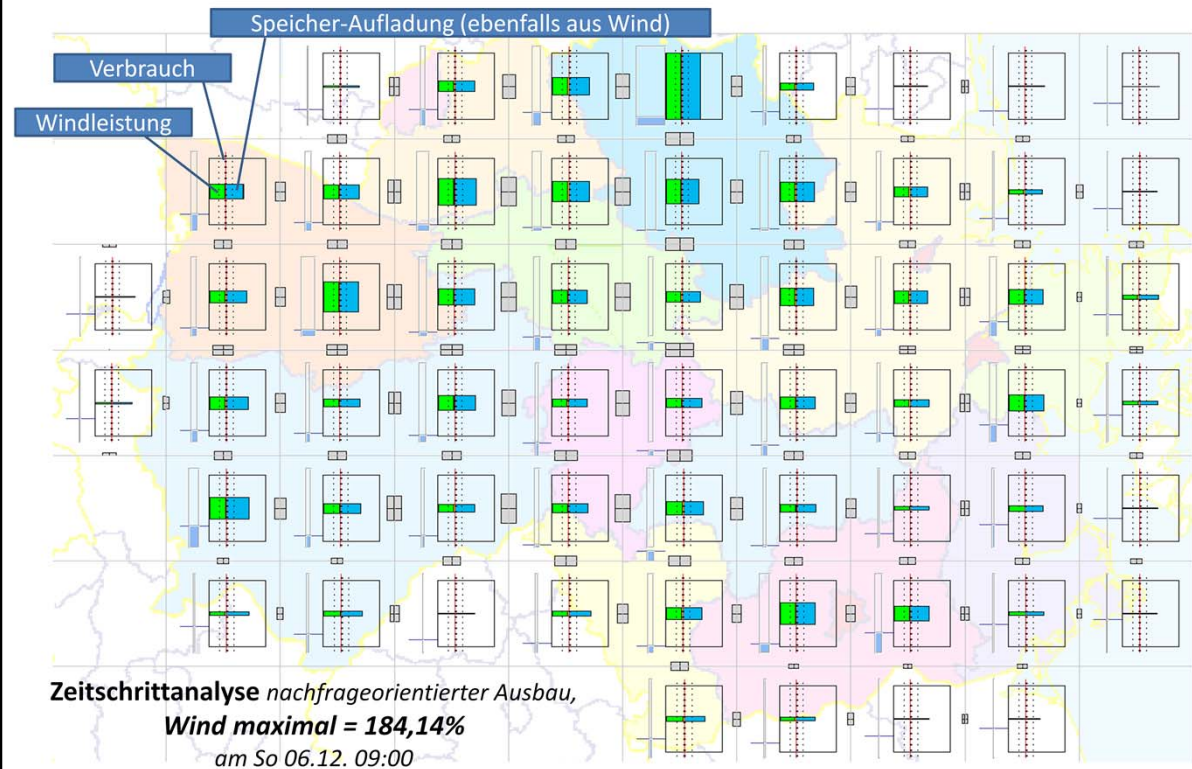 Speicher-Aufladung (ebenfalls aus Wind)
Verbrauch
Windleistung
Zeitschrittanalyse nachfrageorientierter Ausbau,
Wind maximal = 184,14%
am So 06.12. 09:00